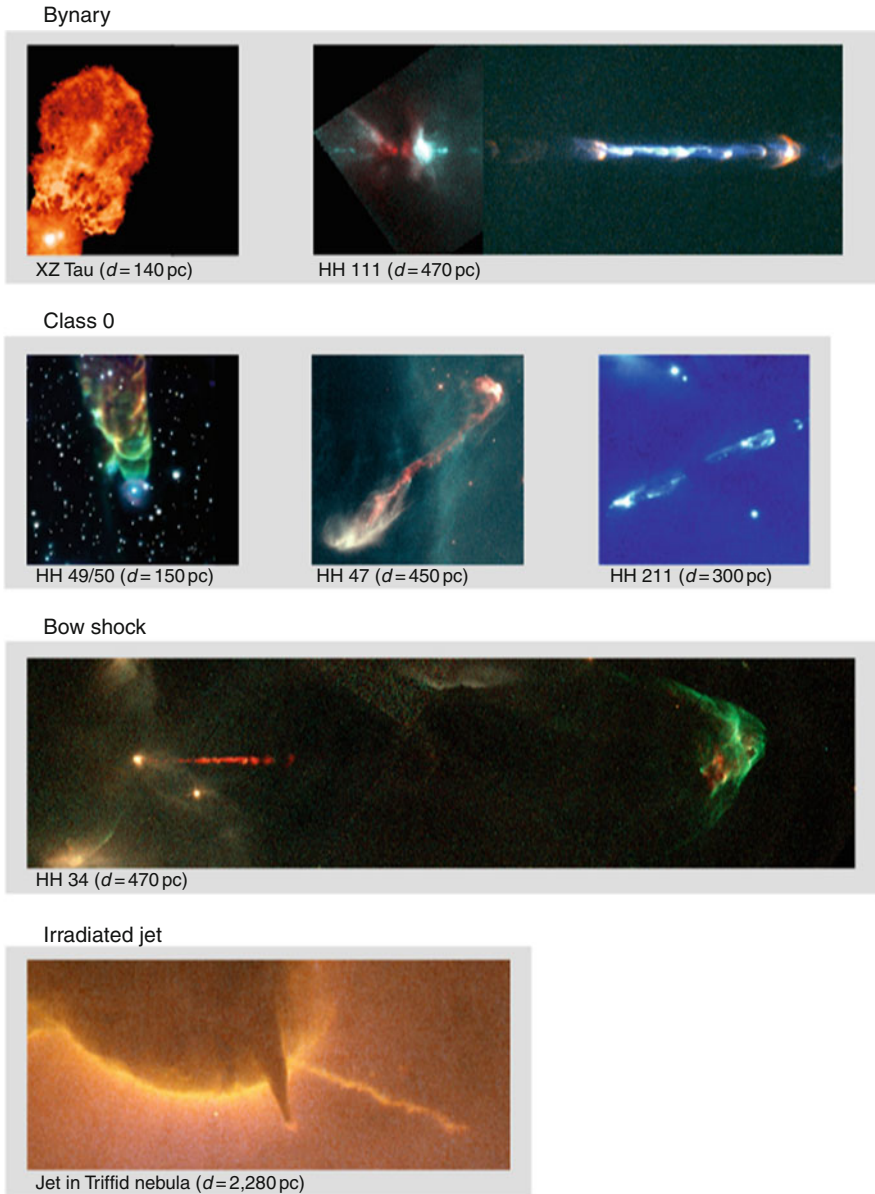 Bynary
XZ Tau (d=140 pc)
HH 111 (d=470 pc)
Class 0
HH 49/50 (d=150 pc)
HH 47 (d=450 pc)
HH 211 (d=300 pc)
Bow shock
HH 34 (d=470 pc)
Irradiated jet
Jet in Triffid nebula (d=2,280 pc)